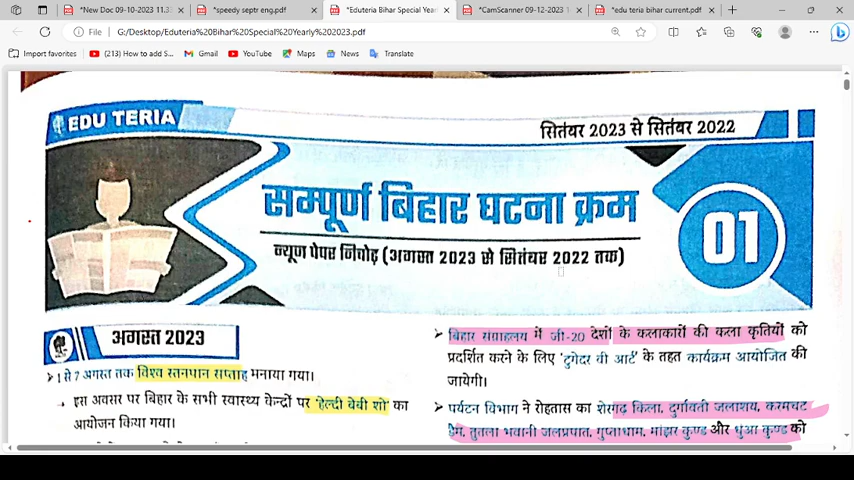 *New Doc 09-10-2023 11.3
*speedy septr eng.pdf
*Eduteria Bihar Special Year
*CamScanner 09-12-2023 1
*edu teria bihar current.pdf
File
G:/Desktop/Eduteria%20Bihar%20Special%20Yearly%202023.pdf
Import favorites
(213) How to add S...
Gmail
YouTube
Maps
News
Translate
EDU TERIA
सितंबर 2023 से सितंबर 2022
सम्पूर्ण बिहार घटना क्रम
01
न्यूज पेपर निचोड़ (अगस्त 2023 से सितंबर 2022 तक)
अगस्त 2023
1 से 7 अगस्त तक विश्व स्तनपान सप्ताह मनाया गया।
इस अवसर पर बिहार के सभी स्वास्थ्य केन्द्रों पर 'हेल्दी बेबी शो' का
आयोजन किया गया।
बिहार संग्राहलय में जी-20 देशों के कलाकारों की कला कृतियों को
प्रदर्शित करने के लिए 'टुगेदर वी आर्ट' के तहत कार्यक्रम आयोजित की
जायेगी।
पर्यटन विभाग ने रोहतास का शेरगढ़ किला, दुर्गावती जलाशय, करमचट
डैम, तुतला भवानी जलप्रपात, गुप्ताधाम, मांझर कुण्ड और धुआ कुण्ड को